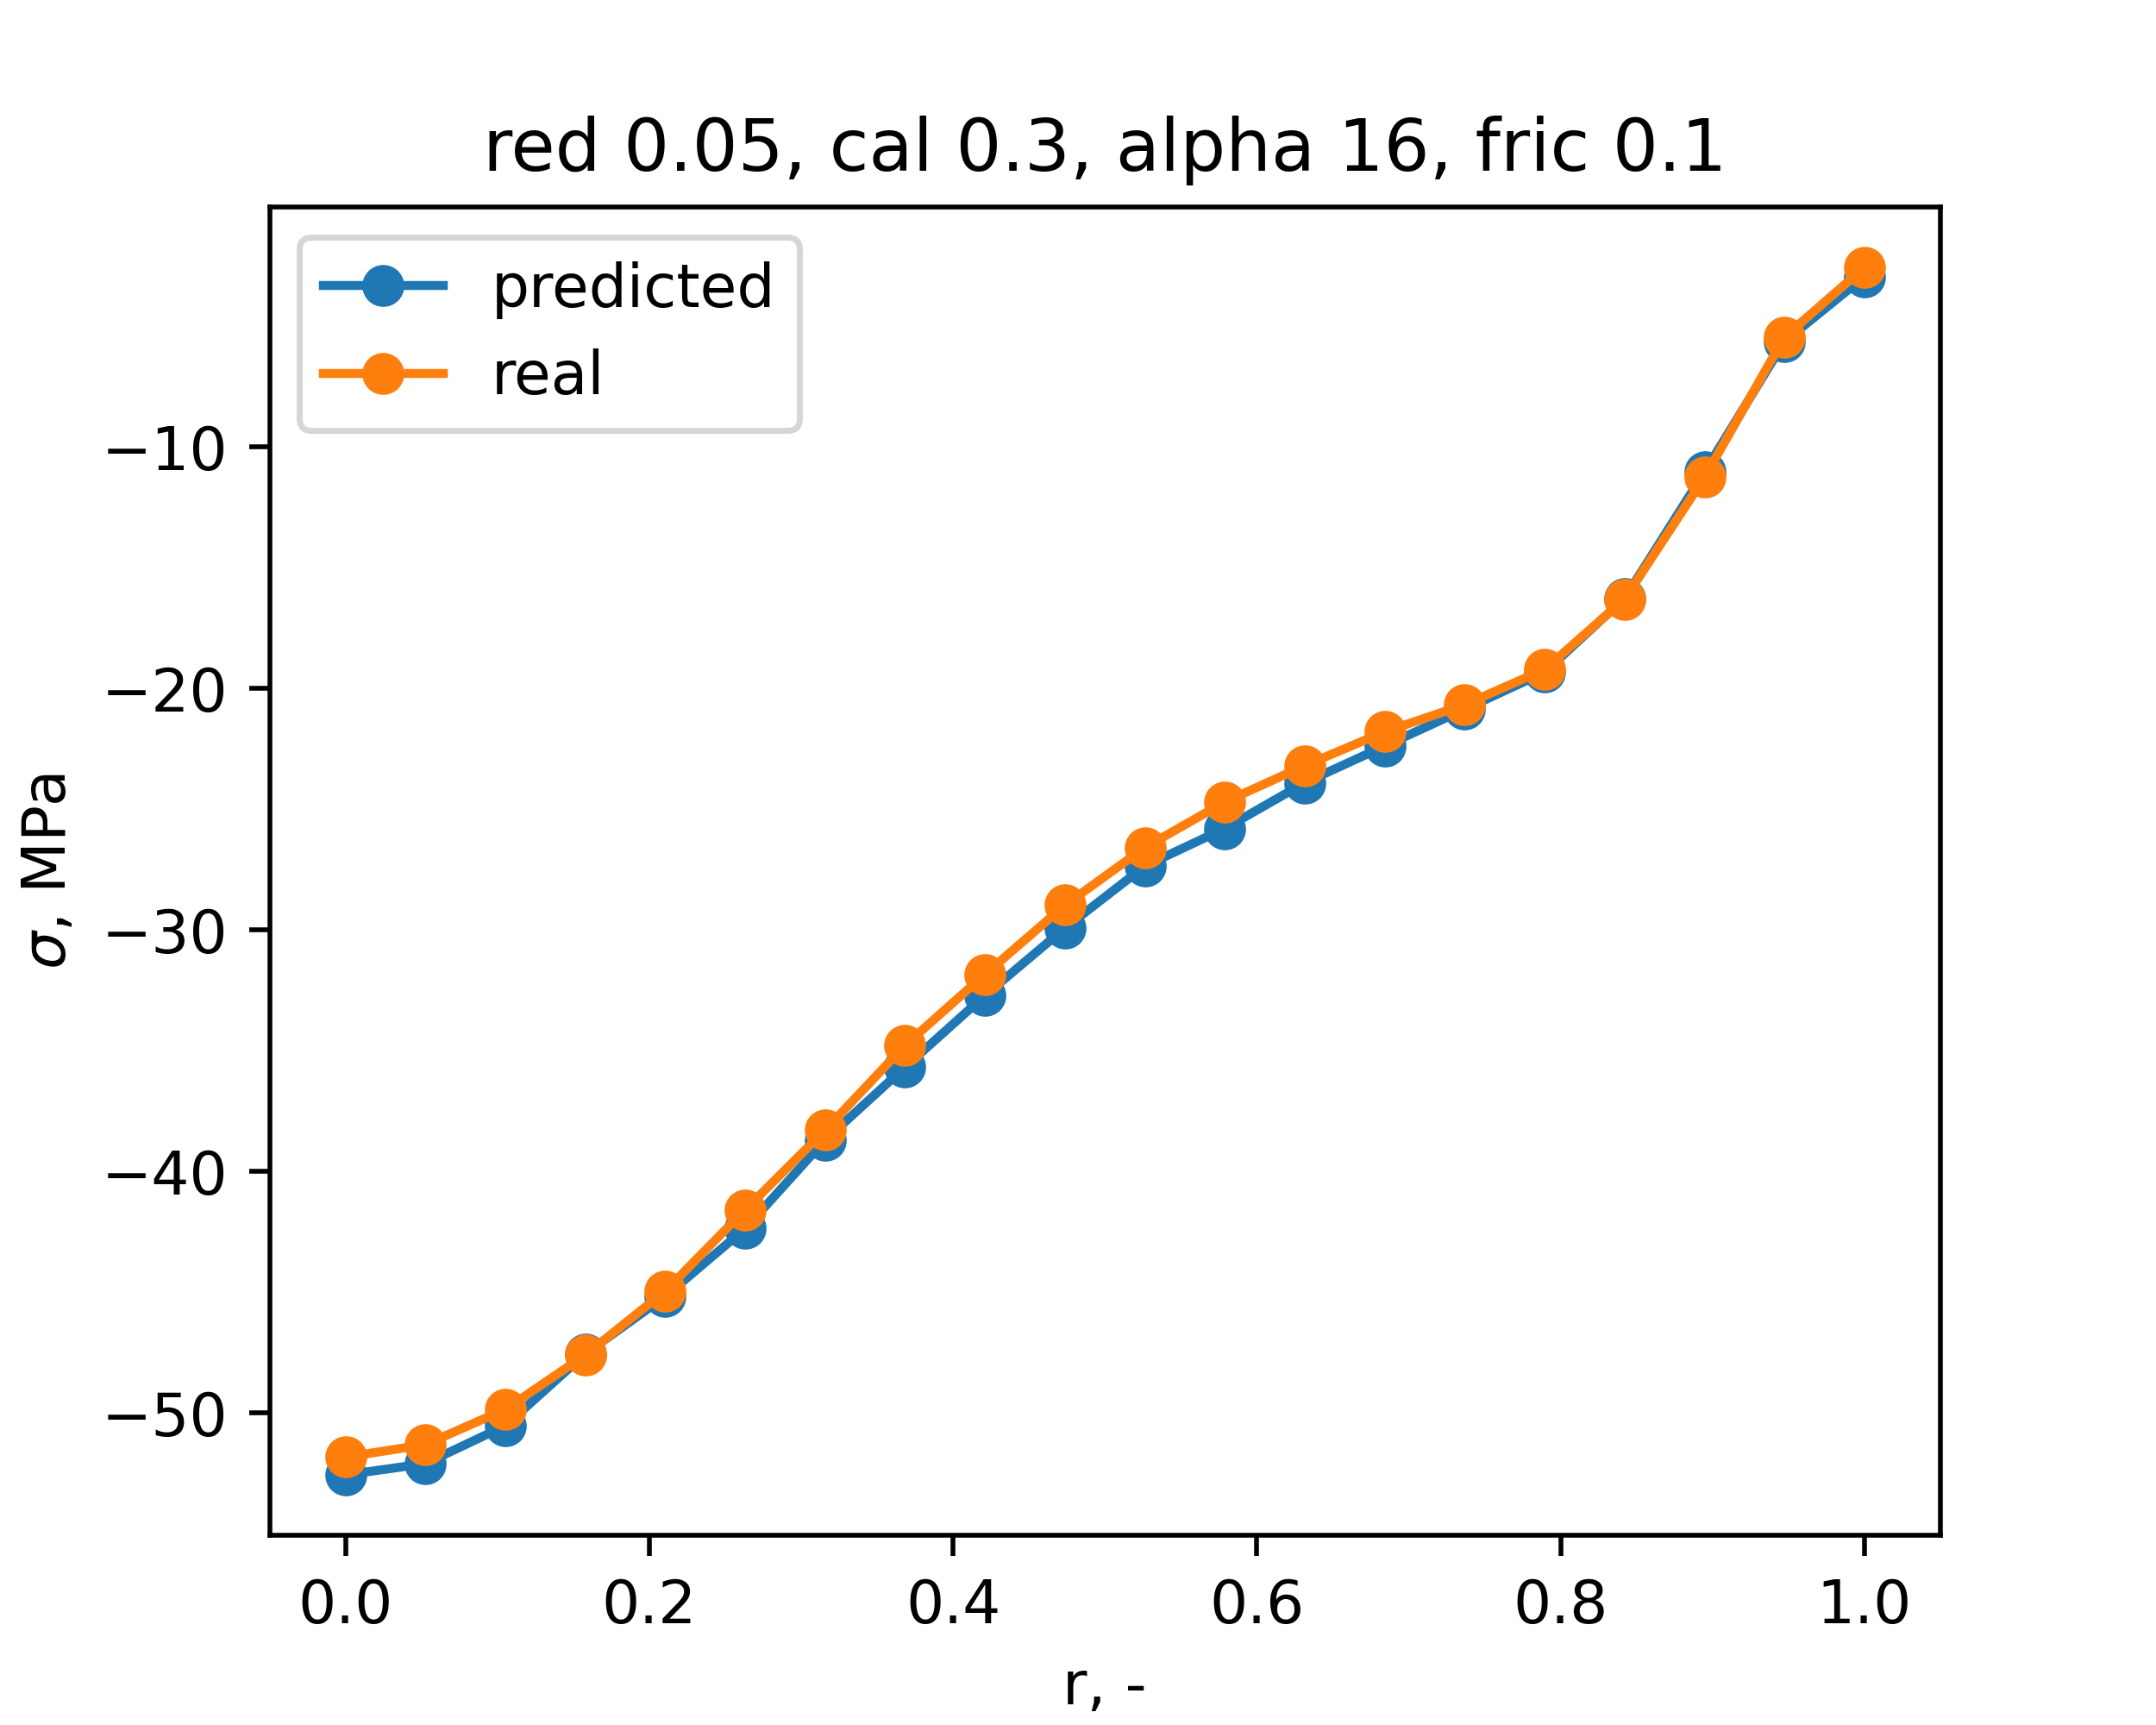 red 0.05, cal 0.3, alpha 16, fric 0.1
predicted
real
−10
−20
−30
−40
−50
σ, MPa
0.0 0.2 0.4 0.6 0.8 1.0
r, -